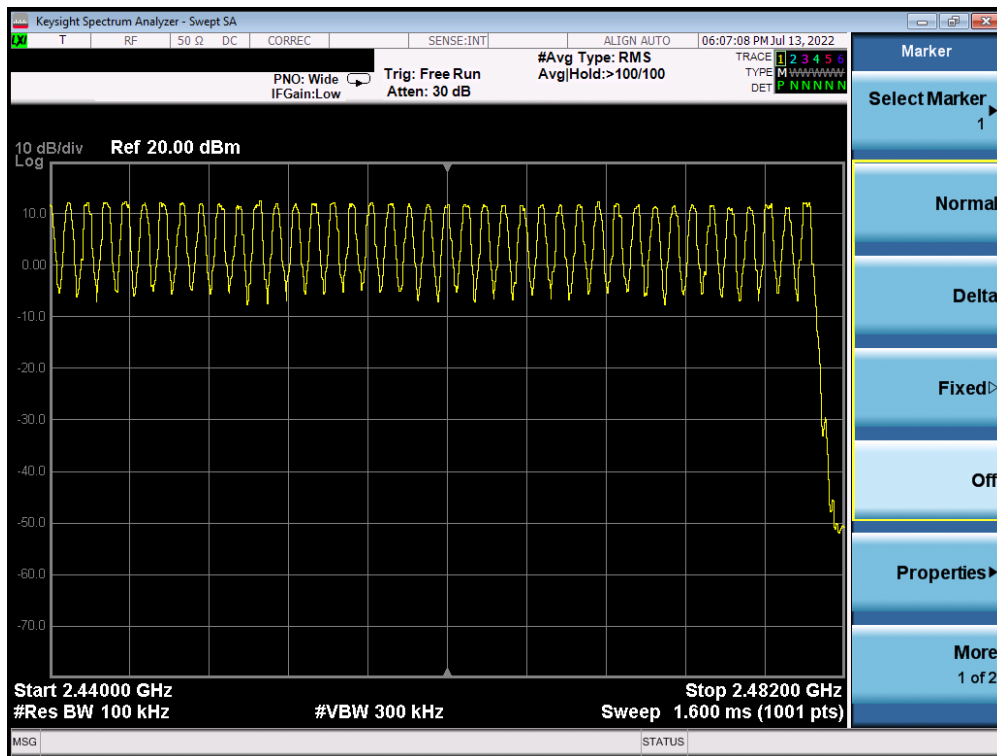 Keysight Spectrum Analyzer - Swept SA
LXI T RF 50 Ω DC CORREC SENSE:INT ALIGN AUTO 06:07:08 PM Jul 13, 2022
PNO: Wide
IFGain:Low
Trig: Free Run
Atten: 30 dB
#Avg Type: RMS
Avg|Hold:>100/100
TRACE 1 2 3 4 5 6
TYPE M WWWWW
DET P N N N N N
10 dB/div
Log
Ref 20.00 dBm
10.0
0.00
-10.0
-20.0
-30.0
-40.0
-50.0
-60.0
-70.0
Start 2.44000 GHz
Stop 2.48200 GHz
#Res BW 100 kHz
#VBW 300 kHz
Sweep 1.600 ms (1001 pts)
MSG
STATUS
Marker
Select Marker
1
Normal
Delta
Fixed
Off
Properties
More
1 of 2